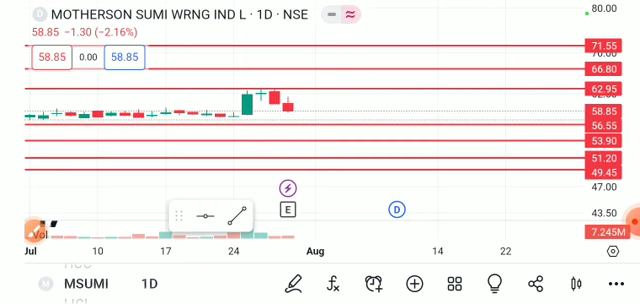 D MOTHERSON SUMI WRNG IND L · 1D · NSE
80.00
58.85 −1.30 (−2.16%)
58.85 0.00 58.85
71.55
66.80
62.95
58.85
56.55
53.90
51.20
49.45
47.00
43.50
E D
Vol
7.245M
Jul 10 17 24 Aug 14 22
M MSUMI 1D